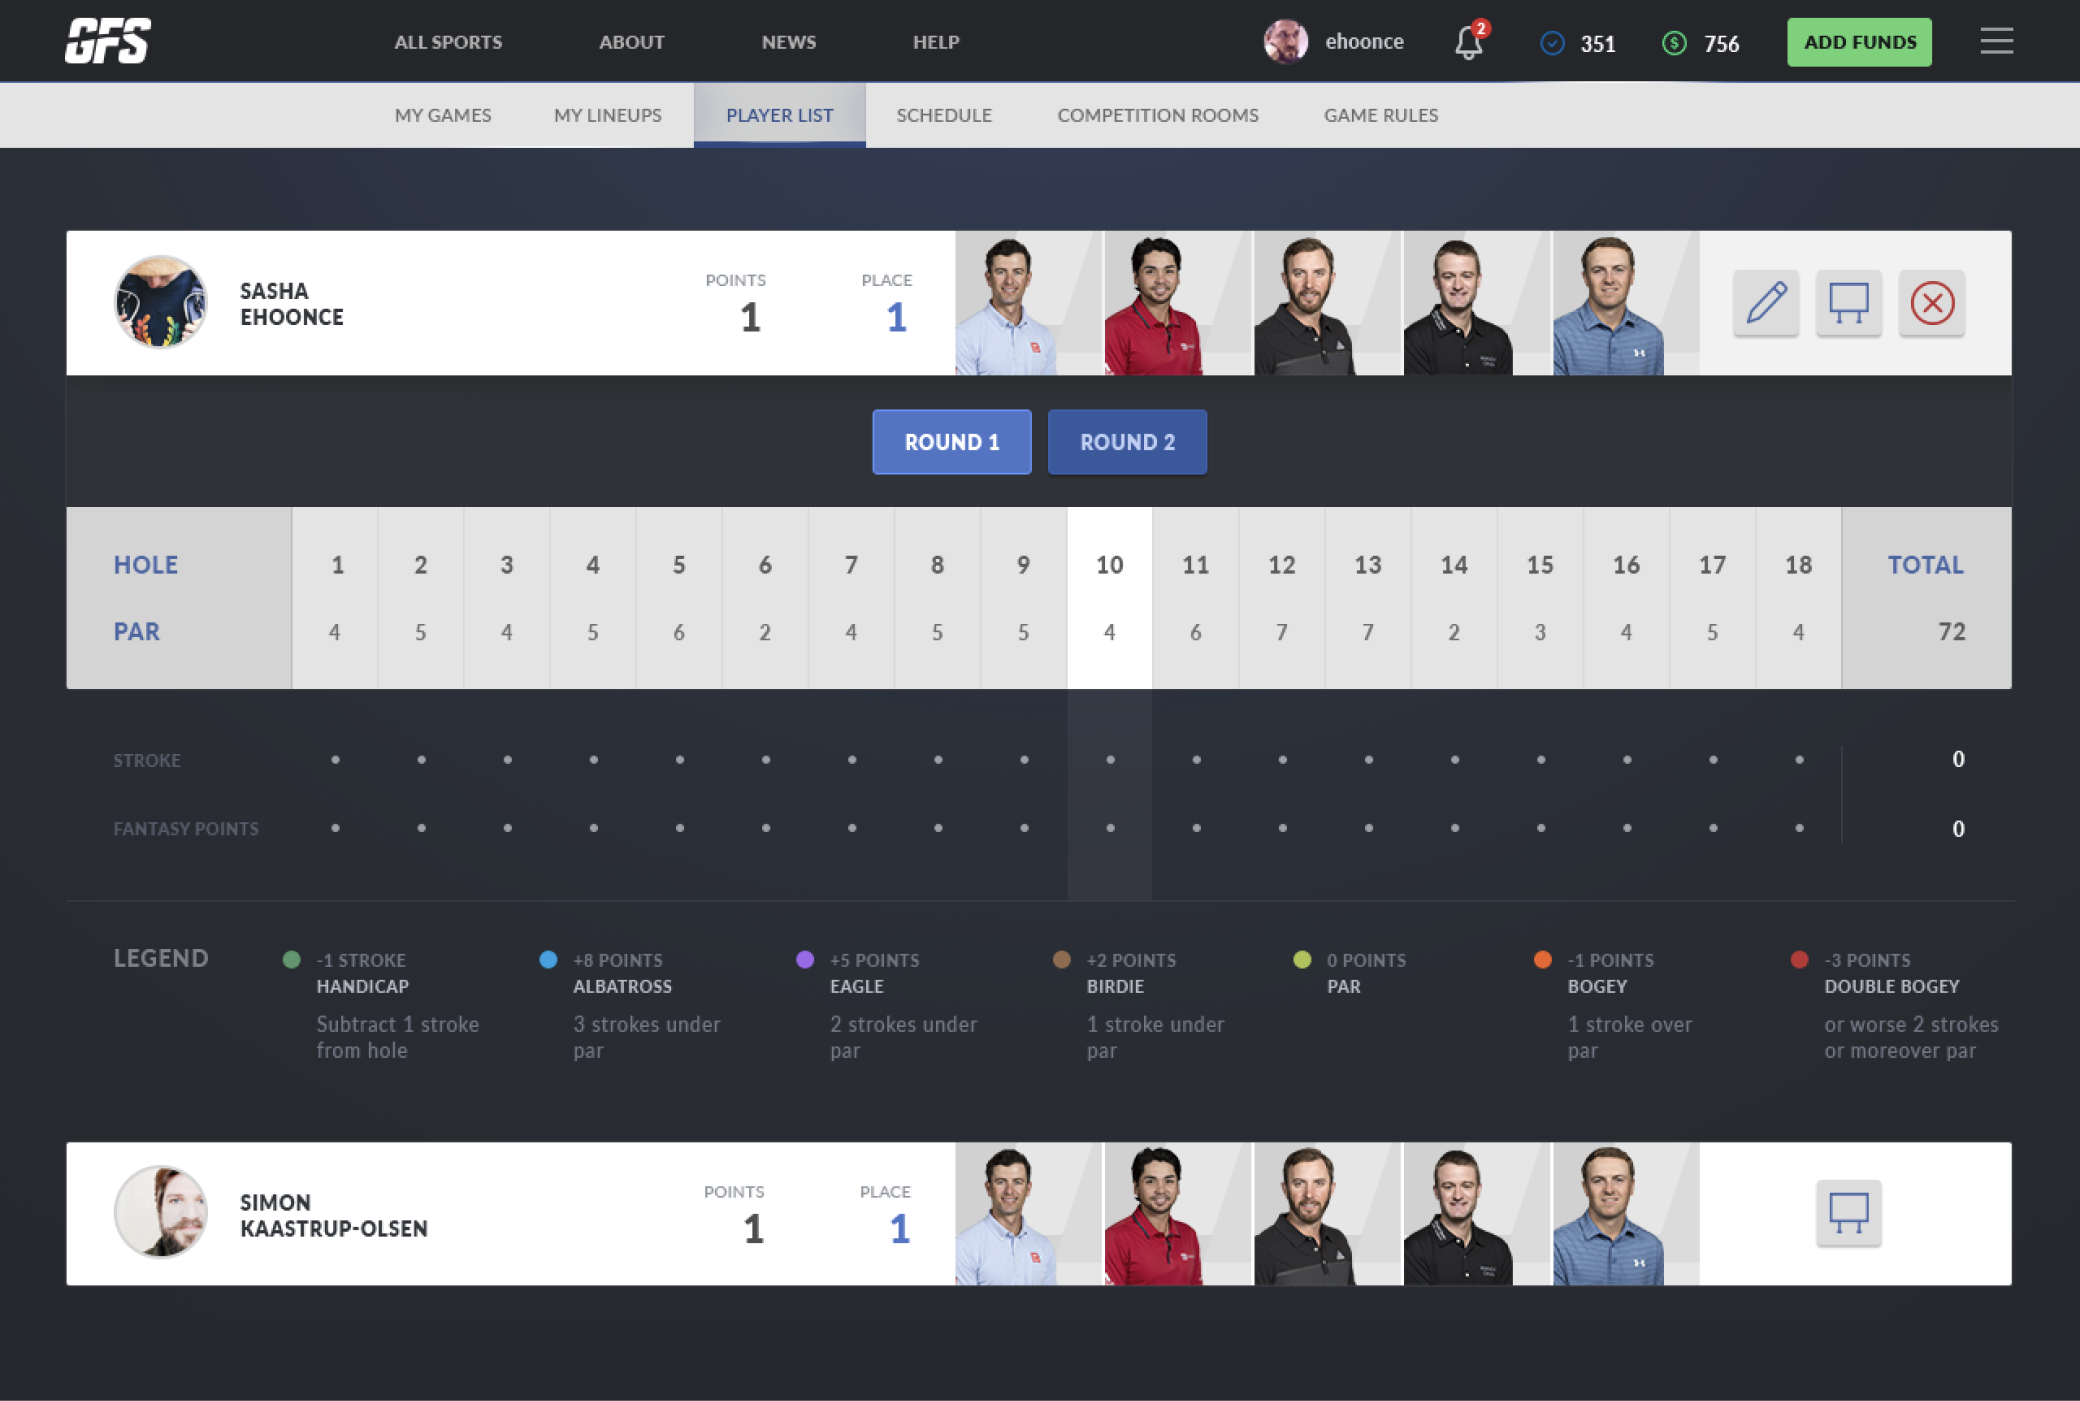 GFS
ALL SPORTS ABOUT NEWS HELP ehoonce 2 351 $ 756 ADD FUNDS
MY GAMES MY LINEUPS PLAYER LIST SCHEDULE COMPETITION ROOMS GAME RULES
SASHA
EHOONCE
POINTS PLACE
1 1
ROUND 1 ROUND 2
HOLE 1 2 3 4 5 6 7 8 9 10 11 12 13 14 15 16 17 18 TOTAL
PAR 4 5 4 5 6 2 4 5 5 4 6 7 7 2 3 4 5 4 72
STROKE 0
FANTASY POINTS 0
LEGEND
-1 STROKE
HANDICAP
Subtract 1 stroke
from hole
+8 POINTS
ALBATROSS
3 strokes under
par
+5 POINTS
EAGLE
2 strokes under
par
+2 POINTS
BIRDIE
1 stroke under
par
0 POINTS
PAR
-1 POINTS
BOGEY
1 stroke over
par
-3 POINTS
DOUBLE BOGEY
or worse 2 strokes
or moreover par
SIMON
KAASTRUP-OLSEN
POINTS PLACE
1 1